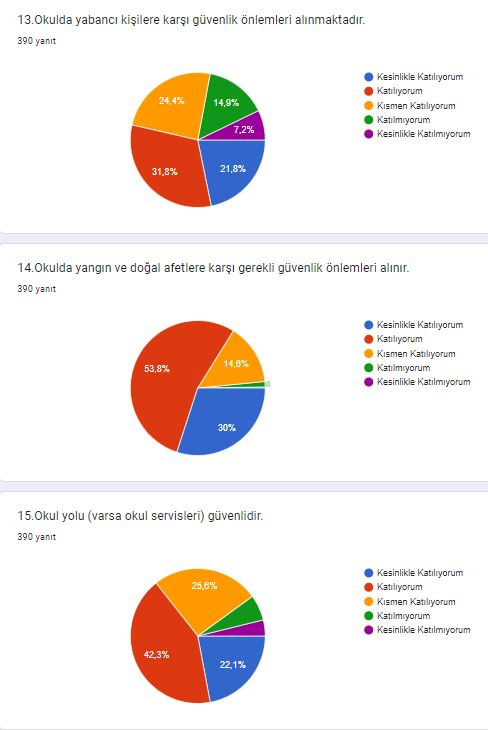 13.Okulda yabancı kişilere karşı güvenlik önlemleri alınmaktadır.
390 yanıt
Kesinlikle Katılıyorum
Katılıyorum
Kısmen Katılıyorum
Katılmıyorum
Kesinlikle Katılmıyorum
24,4%
14,9%
7,2%
31,8%
21,8%
14.Okulda yangın ve doğal afetlere karşı gerekli güvenlik önlemleri alınır.
390 yanıt
Kesinlikle Katılıyorum
Katılıyorum
Kısmen Katılıyorum
Katılmıyorum
Kesinlikle Katılmıyorum
53,8%
14,6%
30%
15.Okul yolu (varsa okul servisleri) güvenlidir.
390 yanıt
Kesinlikle Katılıyorum
Katılıyorum
Kısmen Katılıyorum
Katılmıyorum
Kesinlikle Katılmıyorum
25,6%
42,3%
22,1%